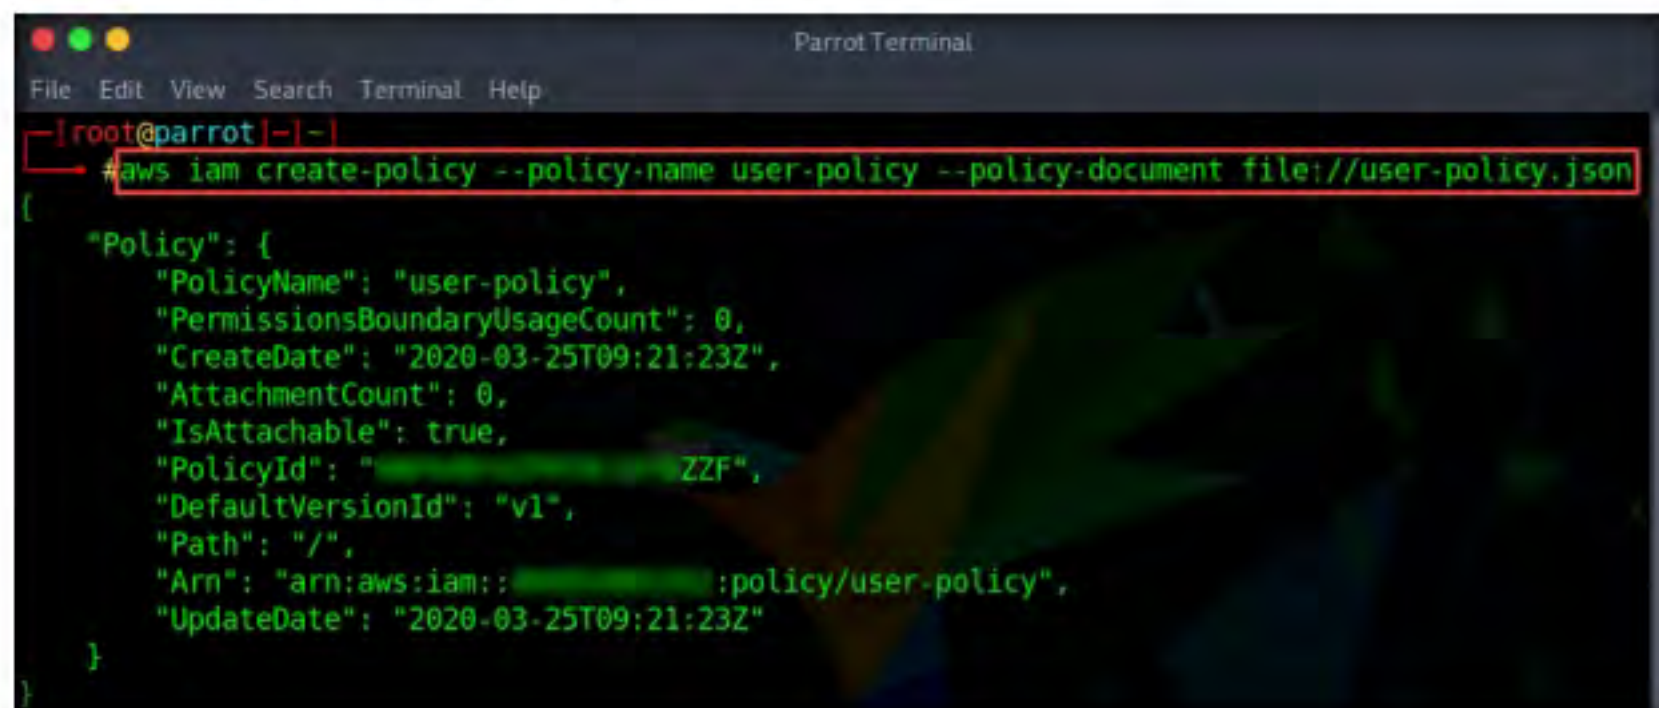 Parrot Terminal
File Edit View Search Terminal Help
[root@parrot]-[~]
#aws iam create-policy --policy-name user-policy --policy-document file://user-policy.json
{
"Policy": {
"PolicyName": "user-policy",
"PermissionsBoundaryUsageCount": 0,
"CreateDate": "2020-03-25T09:21:23Z",
"AttachmentCount": 0,
"IsAttachable": true,
"PolicyId": "ZZF",
"DefaultVersionId": "v1",
"Path": "/",
"Arn": "arn:aws:iam:::policy/user-policy",
"UpdateDate": "2020-03-25T09:21:23Z"
}
}